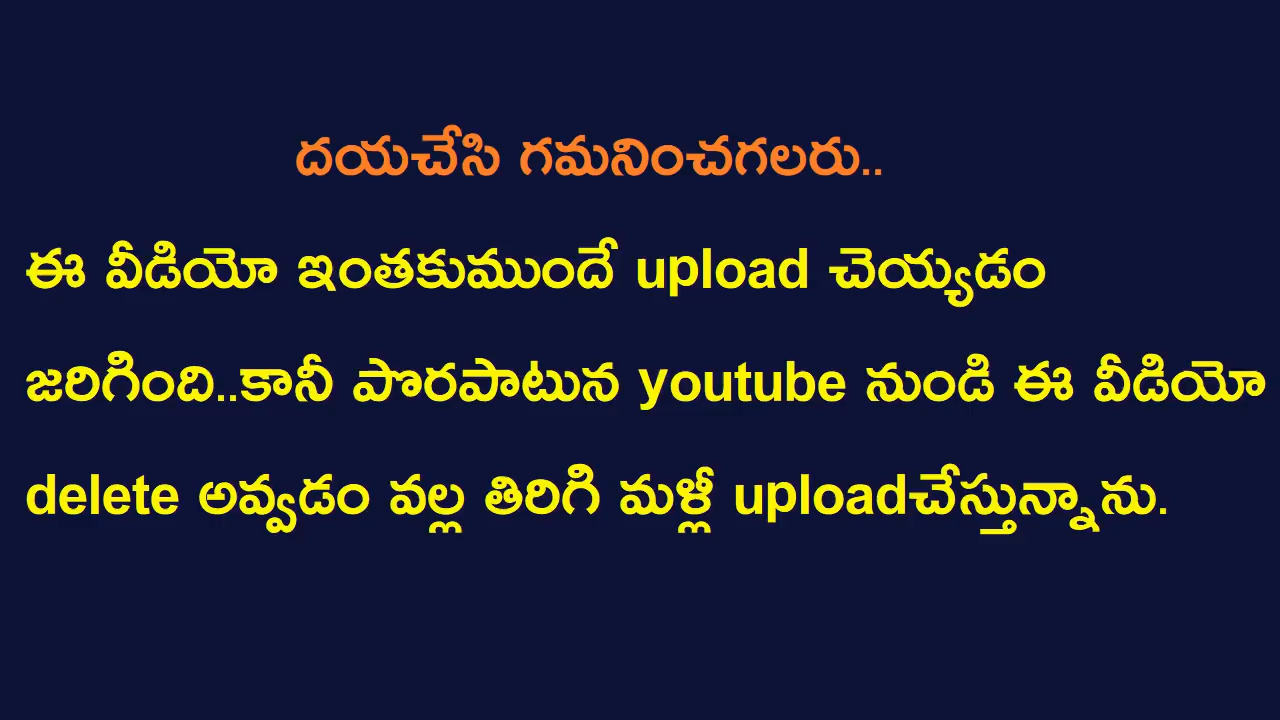 దయచేసి గమనించగలరు..
ఈ వీడియో ఇంతకుముందే upload చెయ్యడం
జరిగింది..కానీ పొరపాటున youtube నుండి ఈ వీడియో
delete అవ్వడం వల్ల తిరిగి మళ్లీ uploadచేస్తున్నాను.